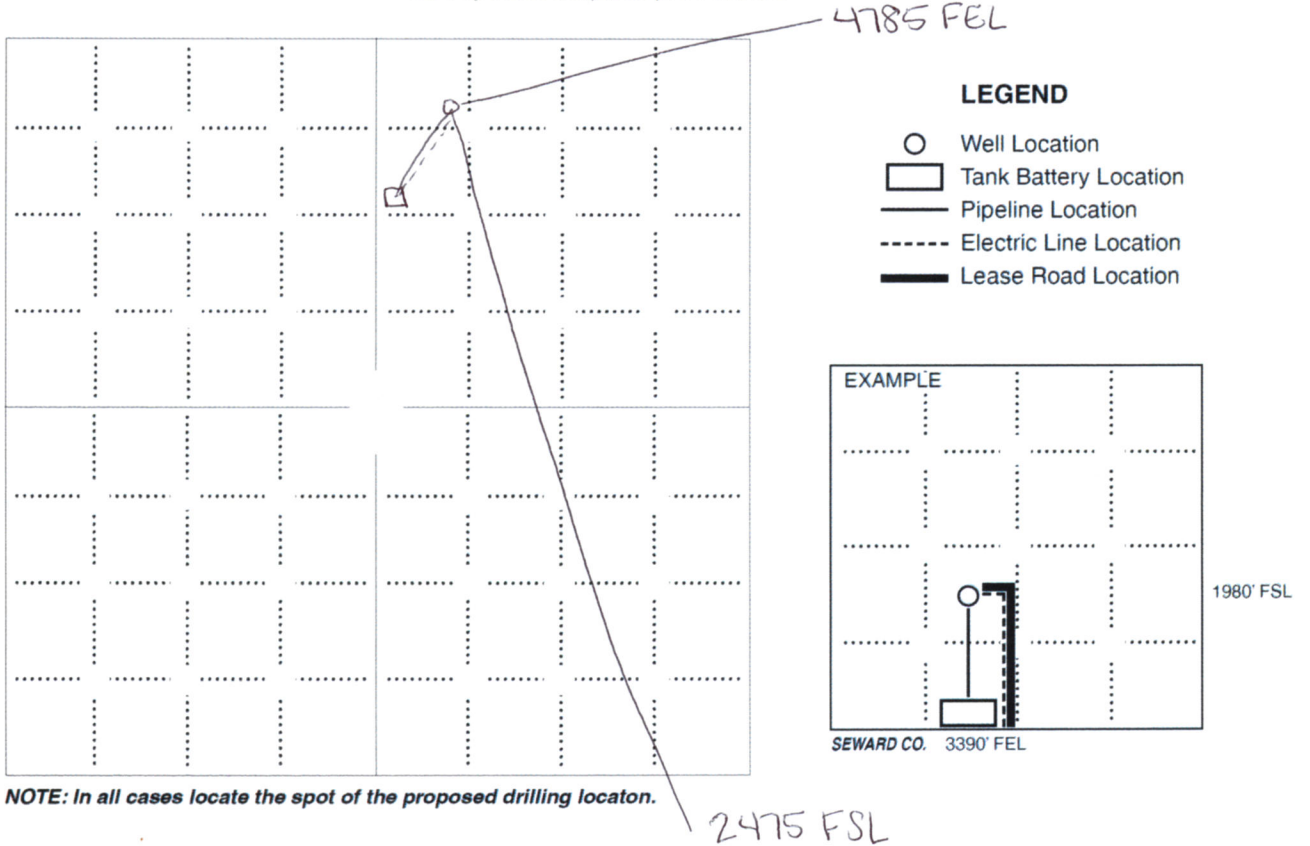 4785 FEL
LEGEND
Well Location
Tank Battery Location
Pipeline Location
Electric Line Location
Lease Road Location
EXAMPLE
1980' FSL
SEWARD CO. 3390' FEL
NOTE: In all cases locate the spot of the proposed drilling locaton.
2475 FSL